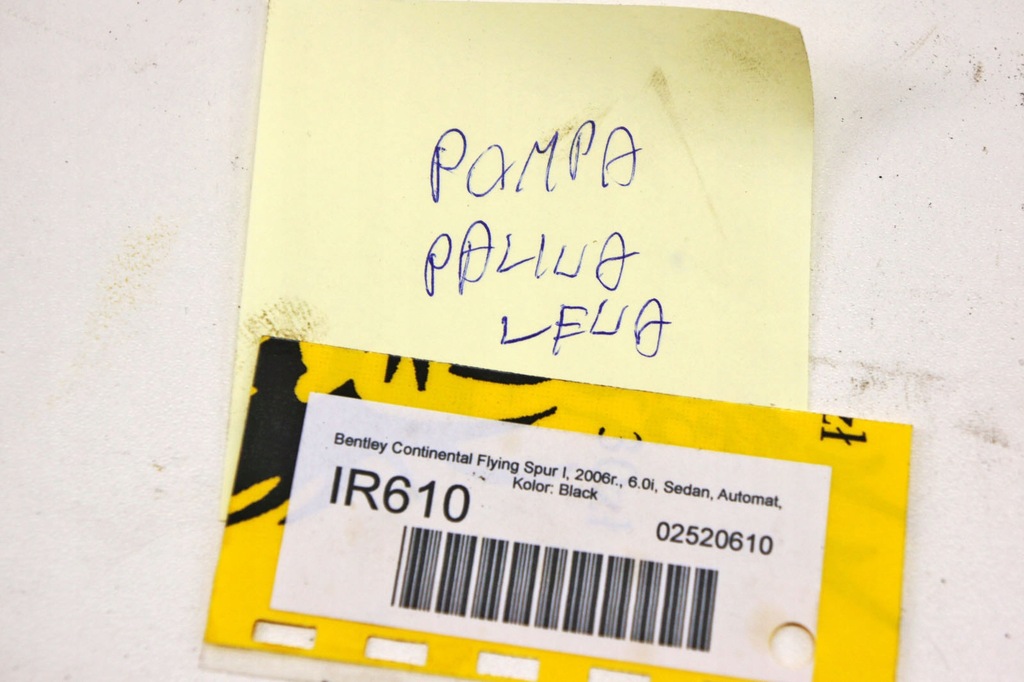 POMPA
PALIWA
LEWA
Bentley Continental Flying Spur I, 2006r., 6.0i, Sedan, Automat,
Kolor: Black
IR610
02520610